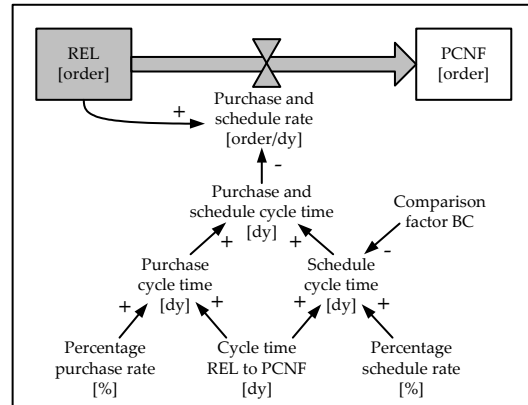 REL
[order]
PCNF
[order]
+
Purchase and
schedule rate
[order/dy]
-
Purchase and
schedule cycle time
[dy]
Comparison
factor BC
+
+
-
Purchase
cycle time
[dy]
Schedule
cycle time
[dy]
+
+
+
+
Percentage
purchase rate
[%]
Cycle time
REL to PCNF
[dy]
Percentage
schedule rate
[%]